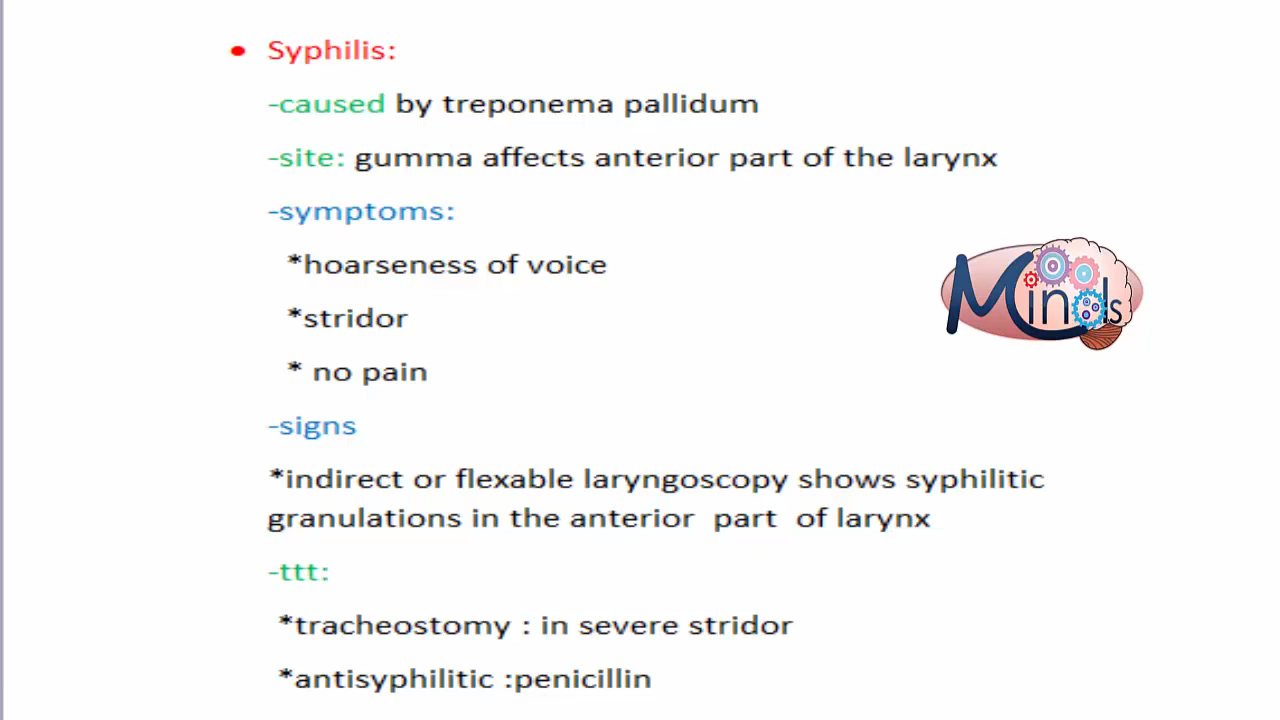 • Syphilis:
-caused by treponema pallidum
-site: gumma affects anterior part of the larynx
-symptoms:
*hoarseness of voice
*stridor
* no pain
-signs
*indirect or flexable laryngoscopy shows syphilitic
granulations in the anterior part of larynx
-ttt:
*tracheostomy : in severe stridor
*antisyphilitic :penicillin
Minds